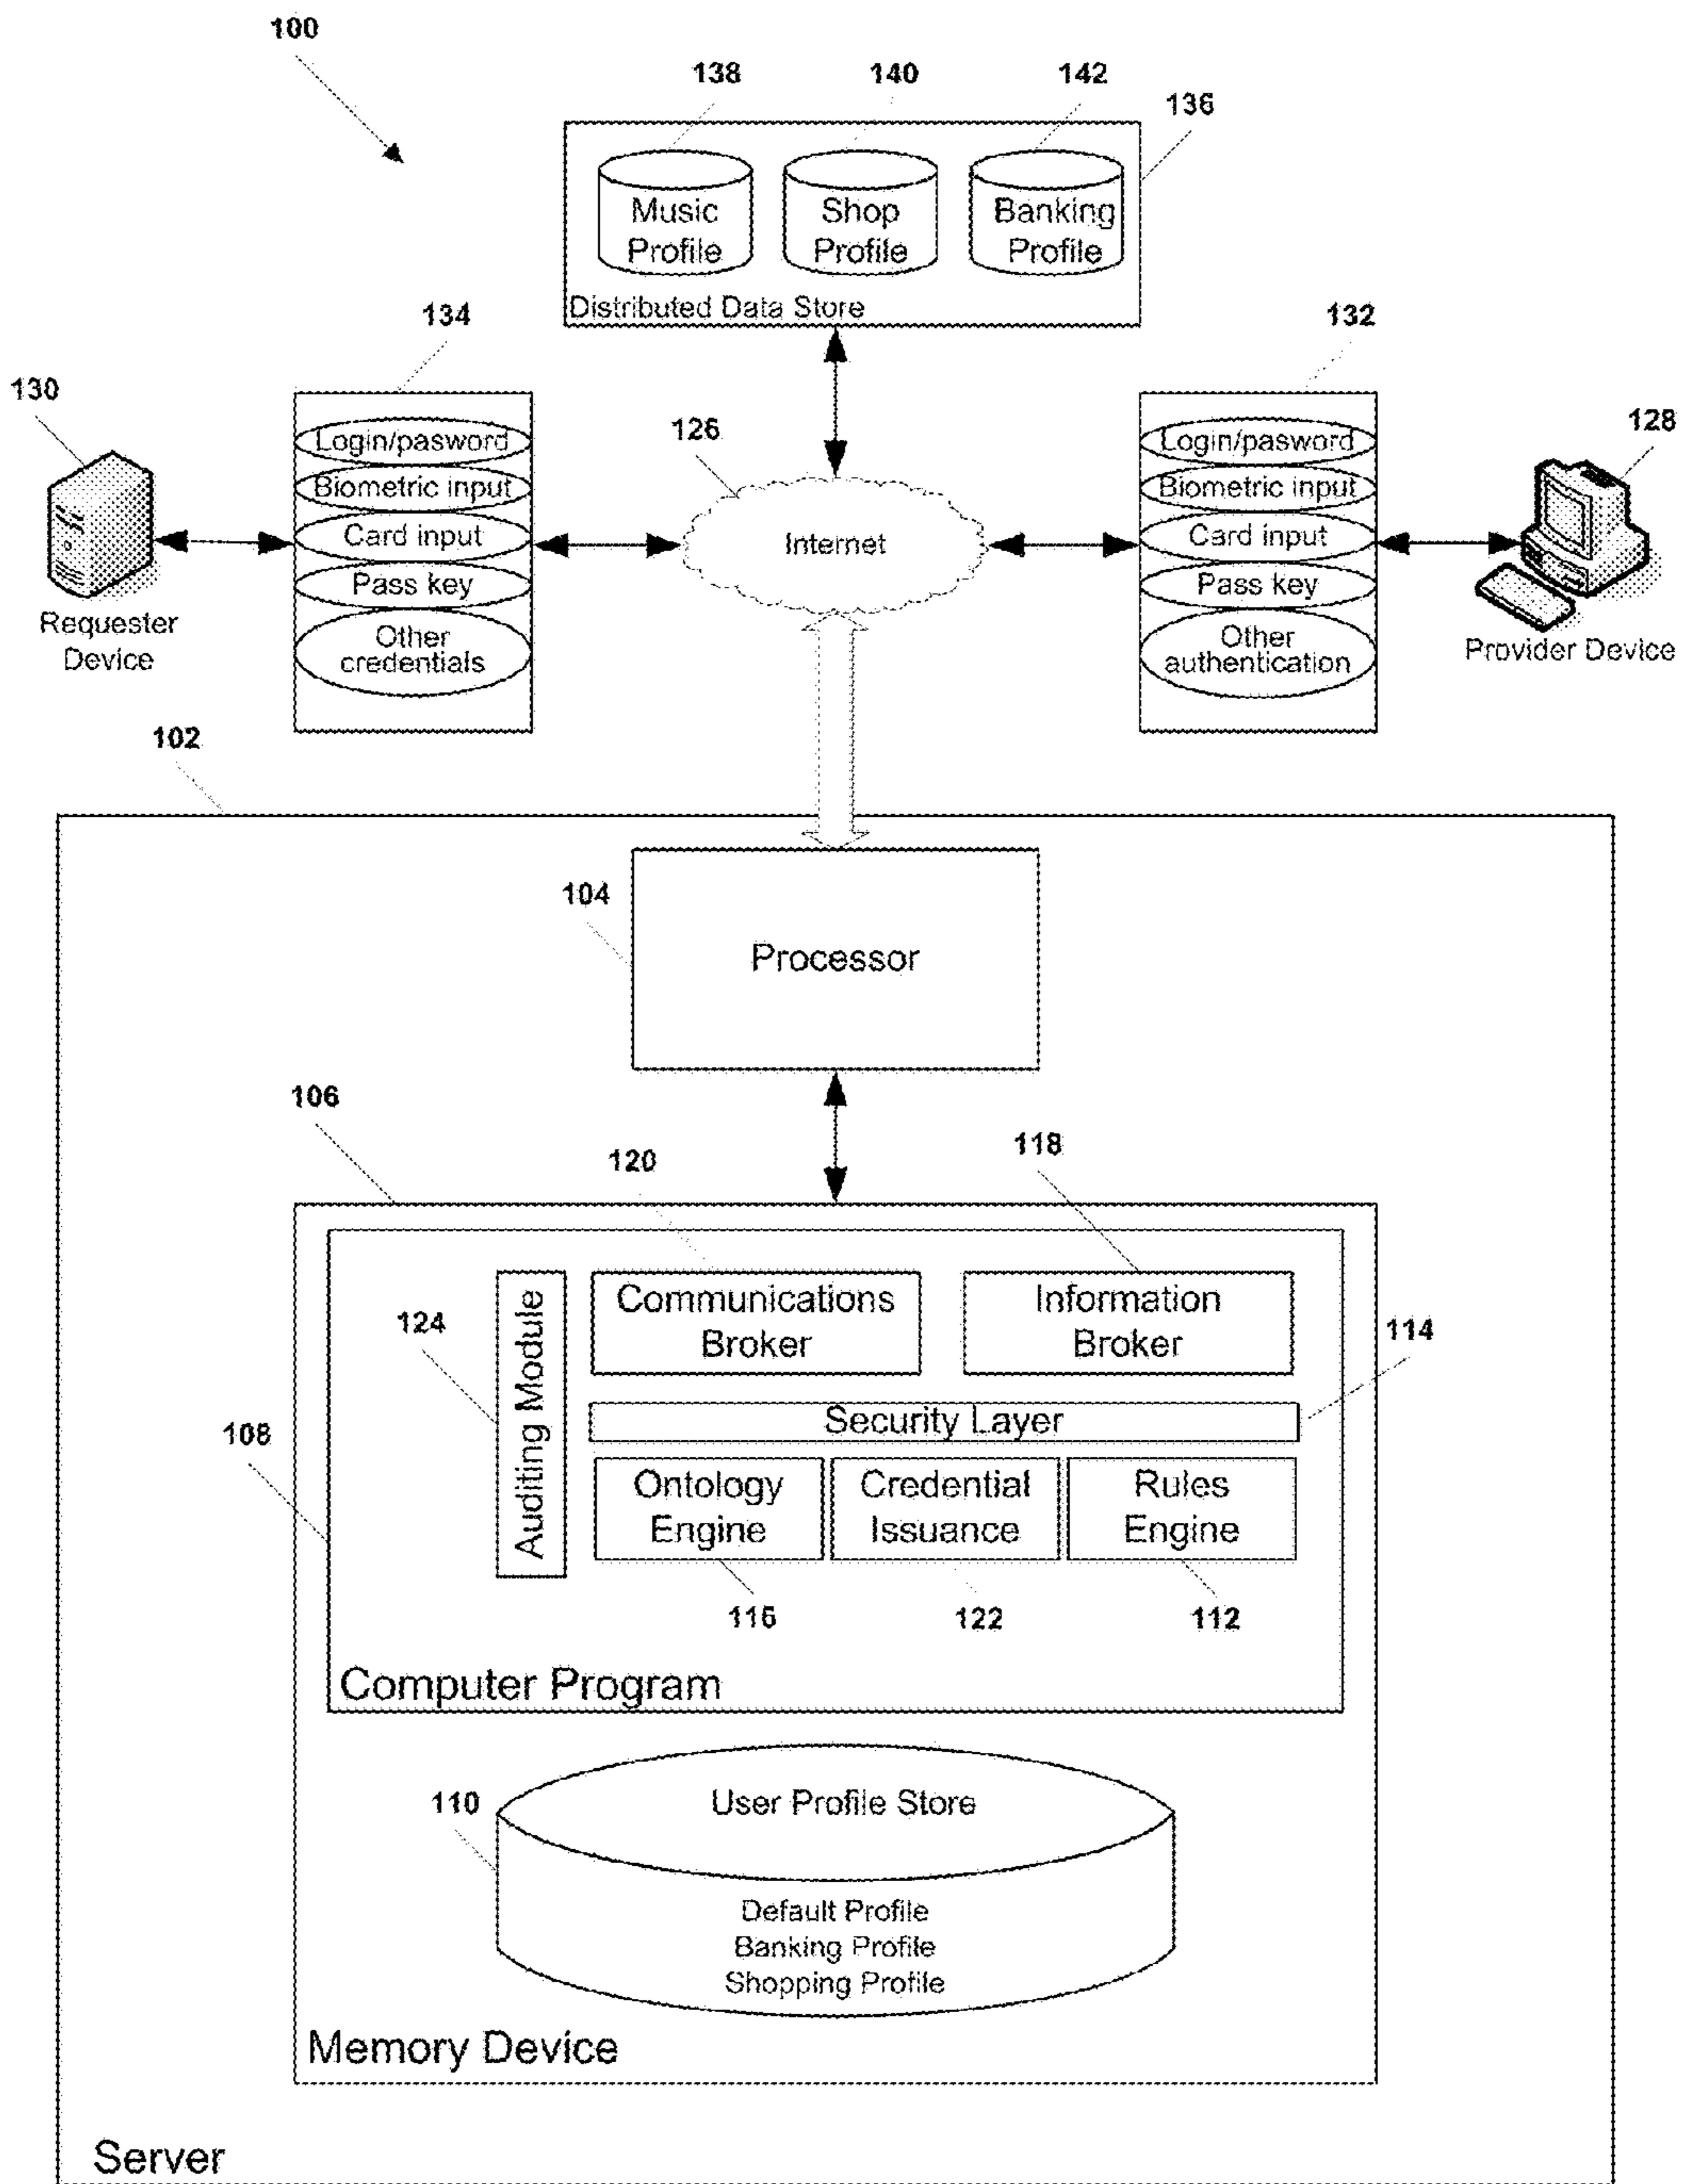 100
138
140
142
136
Music
Profile
Shop
Profile
Banking
Profile
Distributed Data Store
134
132
130
128
126
Login/pasword
Biometric input
Card input
Pass key
Other
credentials
Internet
Login/pasword
Biometric input
Card input
Pass key
Other
authentication
Requester
Device
Provider Device
102
104
Processor
106
120
118
124
114
108
Auditing Module
Communications
Broker
Information
Broker
Security Layer
Ontology
Engine
Credential
Issuance
Rules
Engine
116
122
112
Computer Program
110
User Profile Store
Default Profile
Banking Profile
Shopping Profile
Memory Device
Server